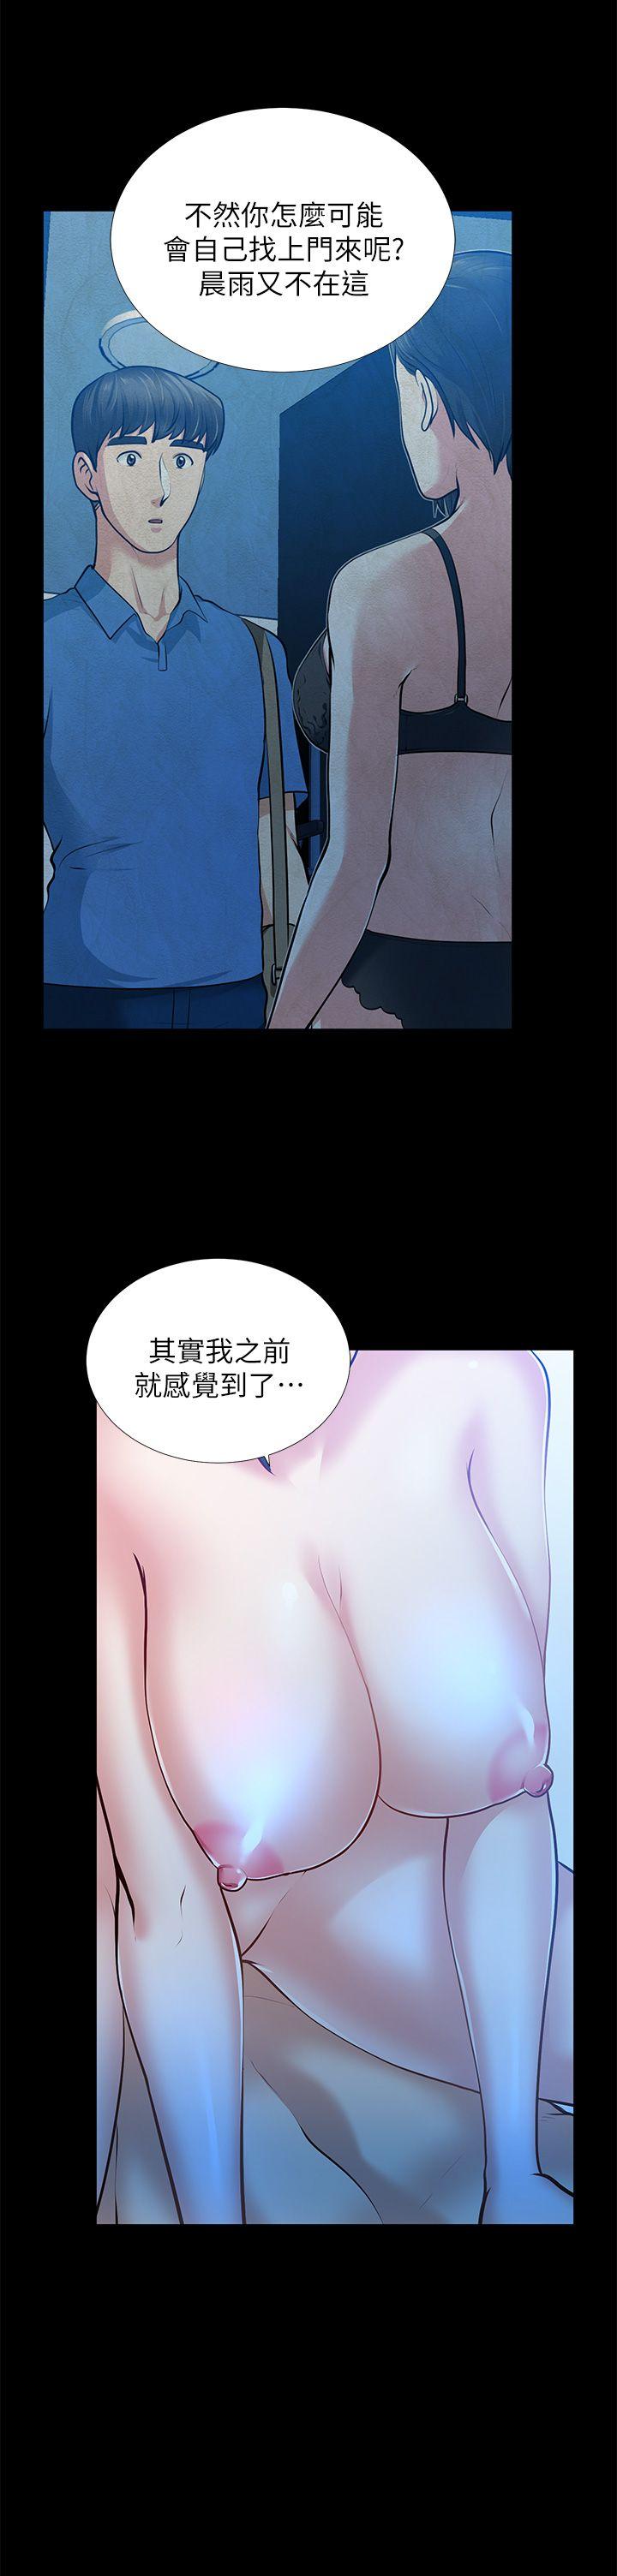 不然你怎麼可能
會自己找上門來呢?
晨雨又不在這
其實我之前
就感覺到了…